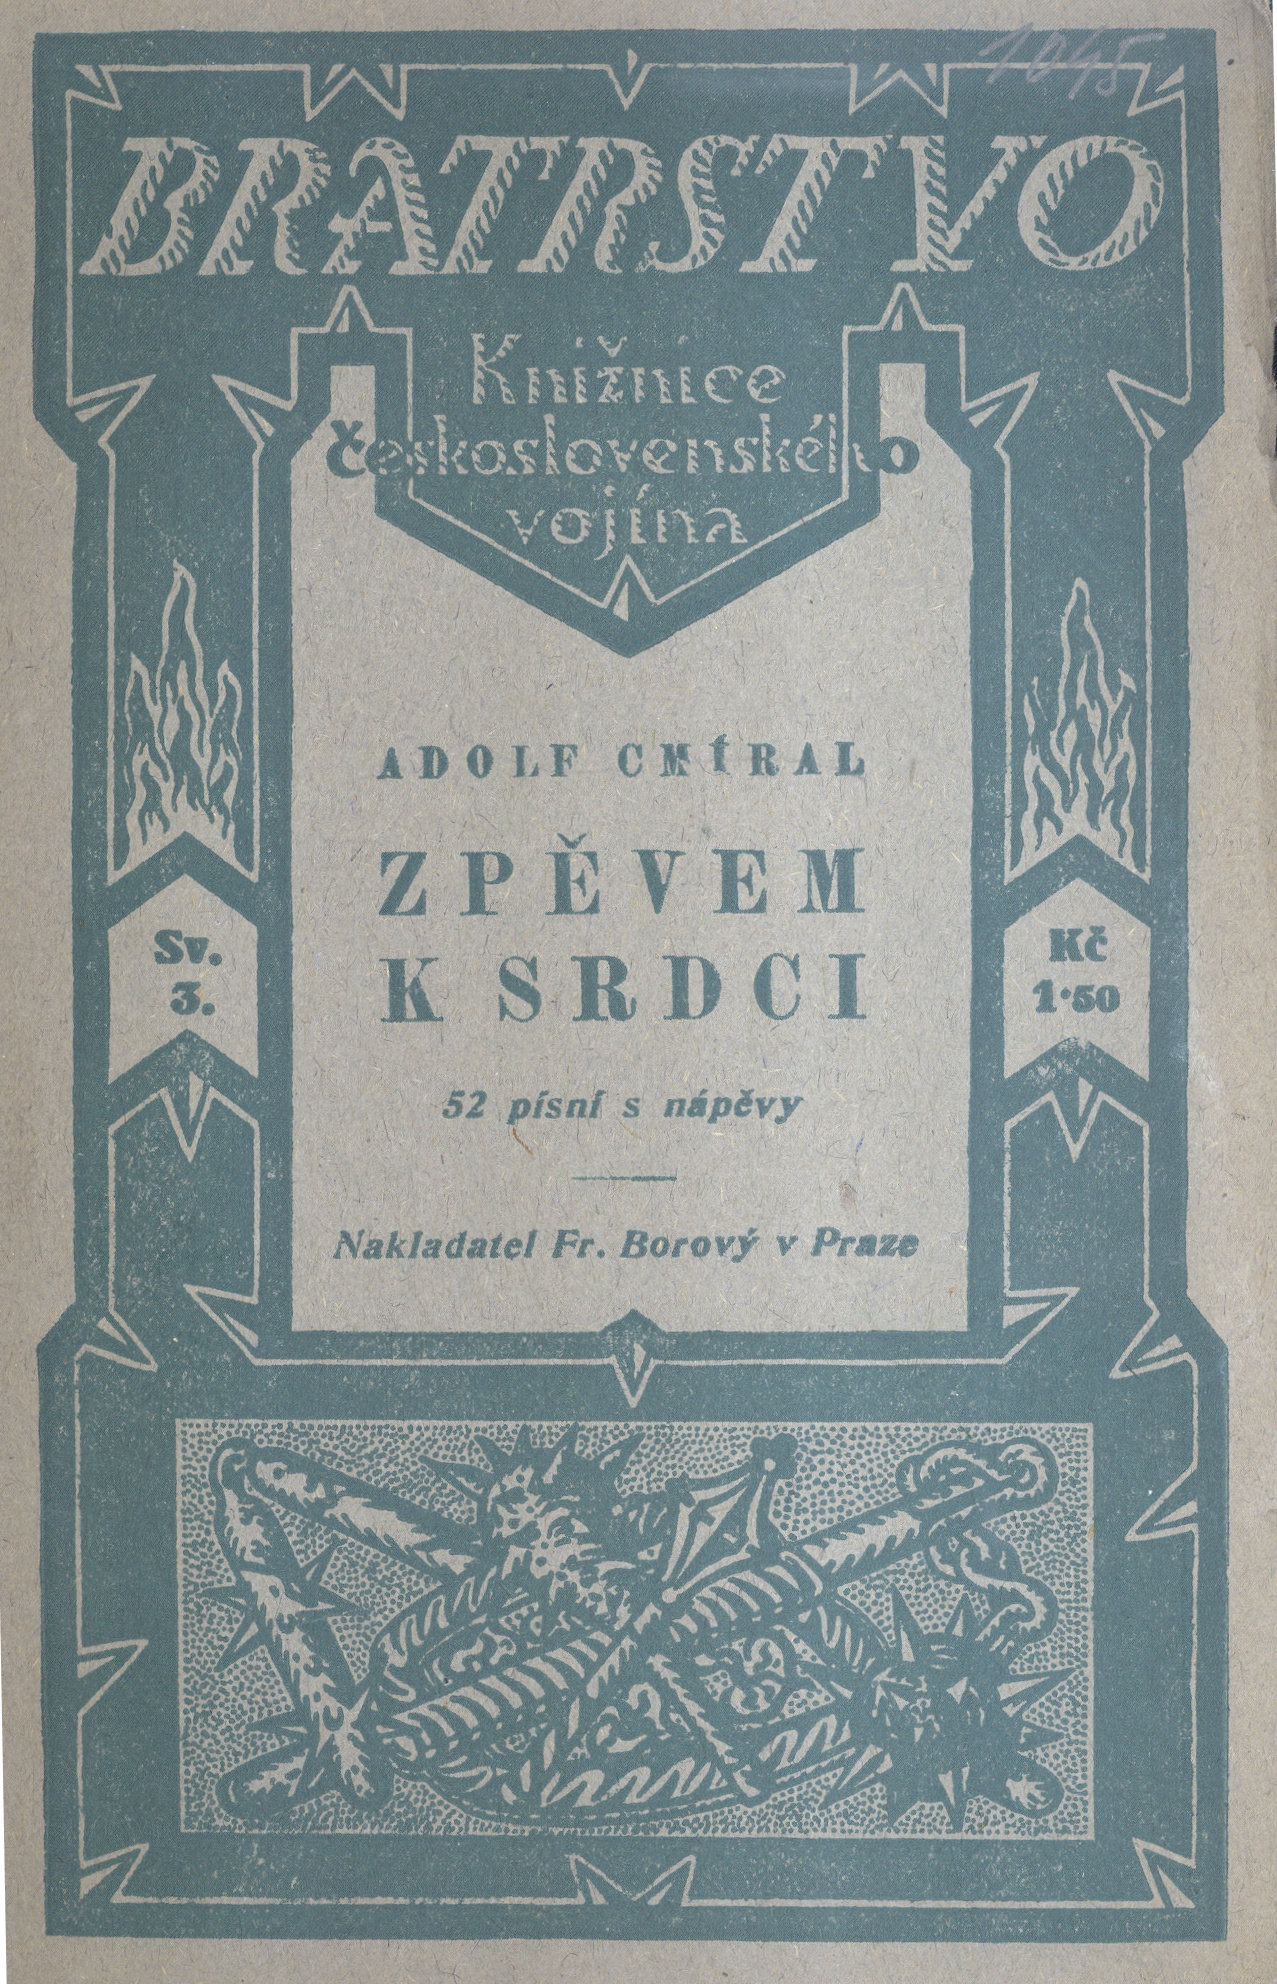 1045
BRATRSTVO
Knižnice
československého
vojína
ADOLF CMÍRAL
ZPĚVEM
K SRDCI
Sv.
3.
Kč
1·50
52 písní s nápěvy
Nakladatel Fr. Borový v Praze